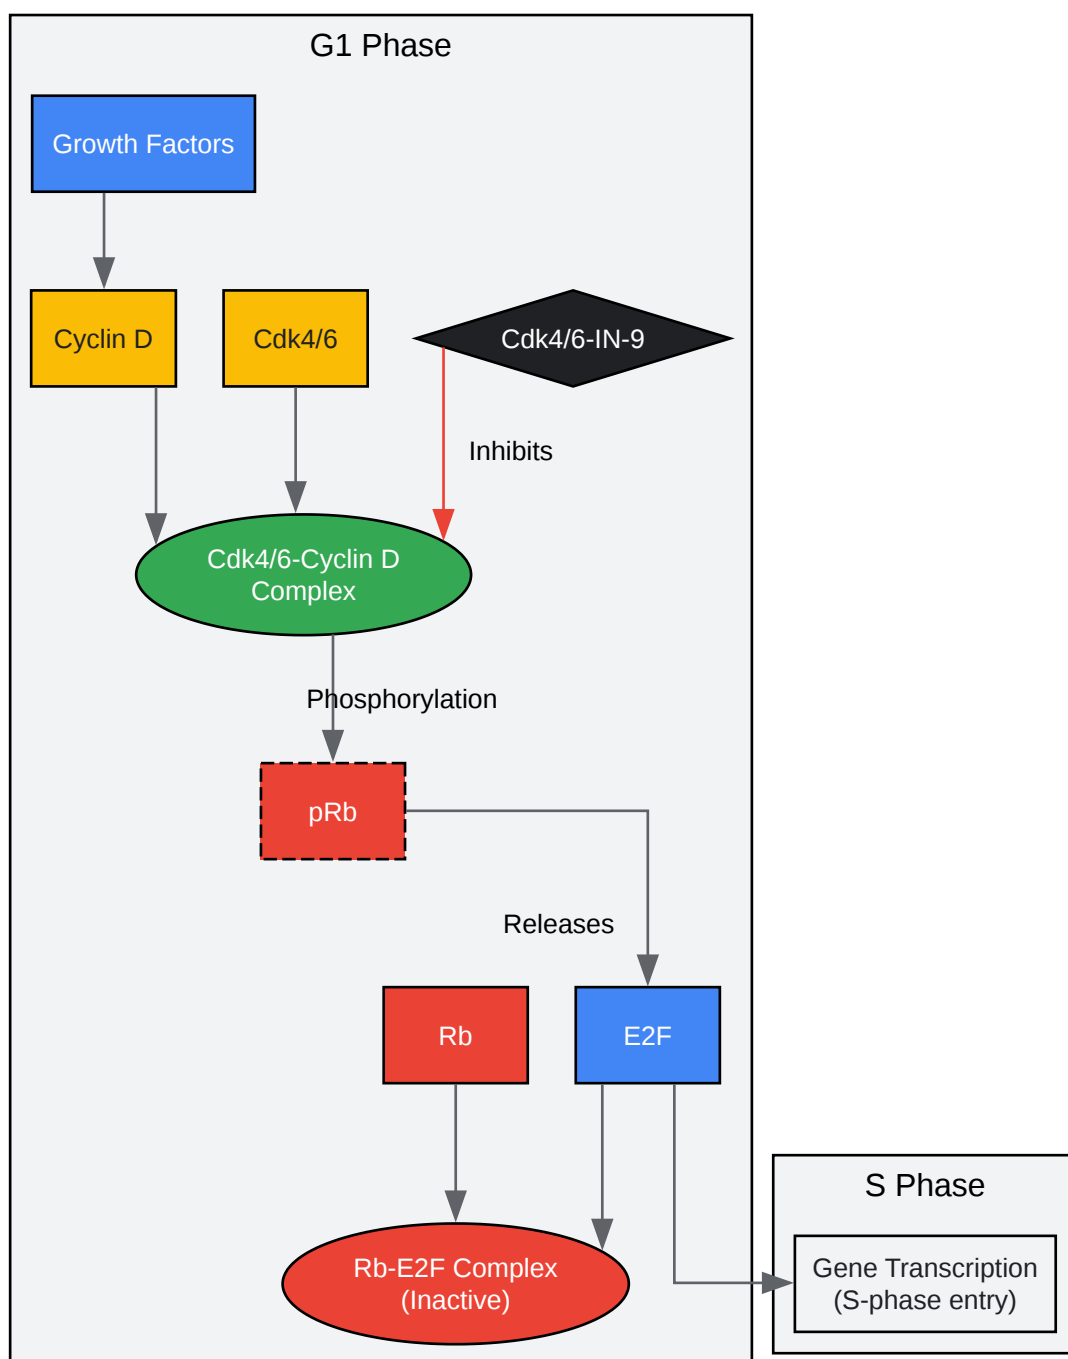 G1 Phase
Growth Factors
Cyclin D
Cdk4/6
Cdk4/6-IN-9
Inhibits
Cdk4/6-Cyclin D
Complex
Phosphorylation
pRb
Releases
Rb
E2F
S Phase
Rb-E2F Complex
(Inactive)
Gene Transcription
(S-phase entry)